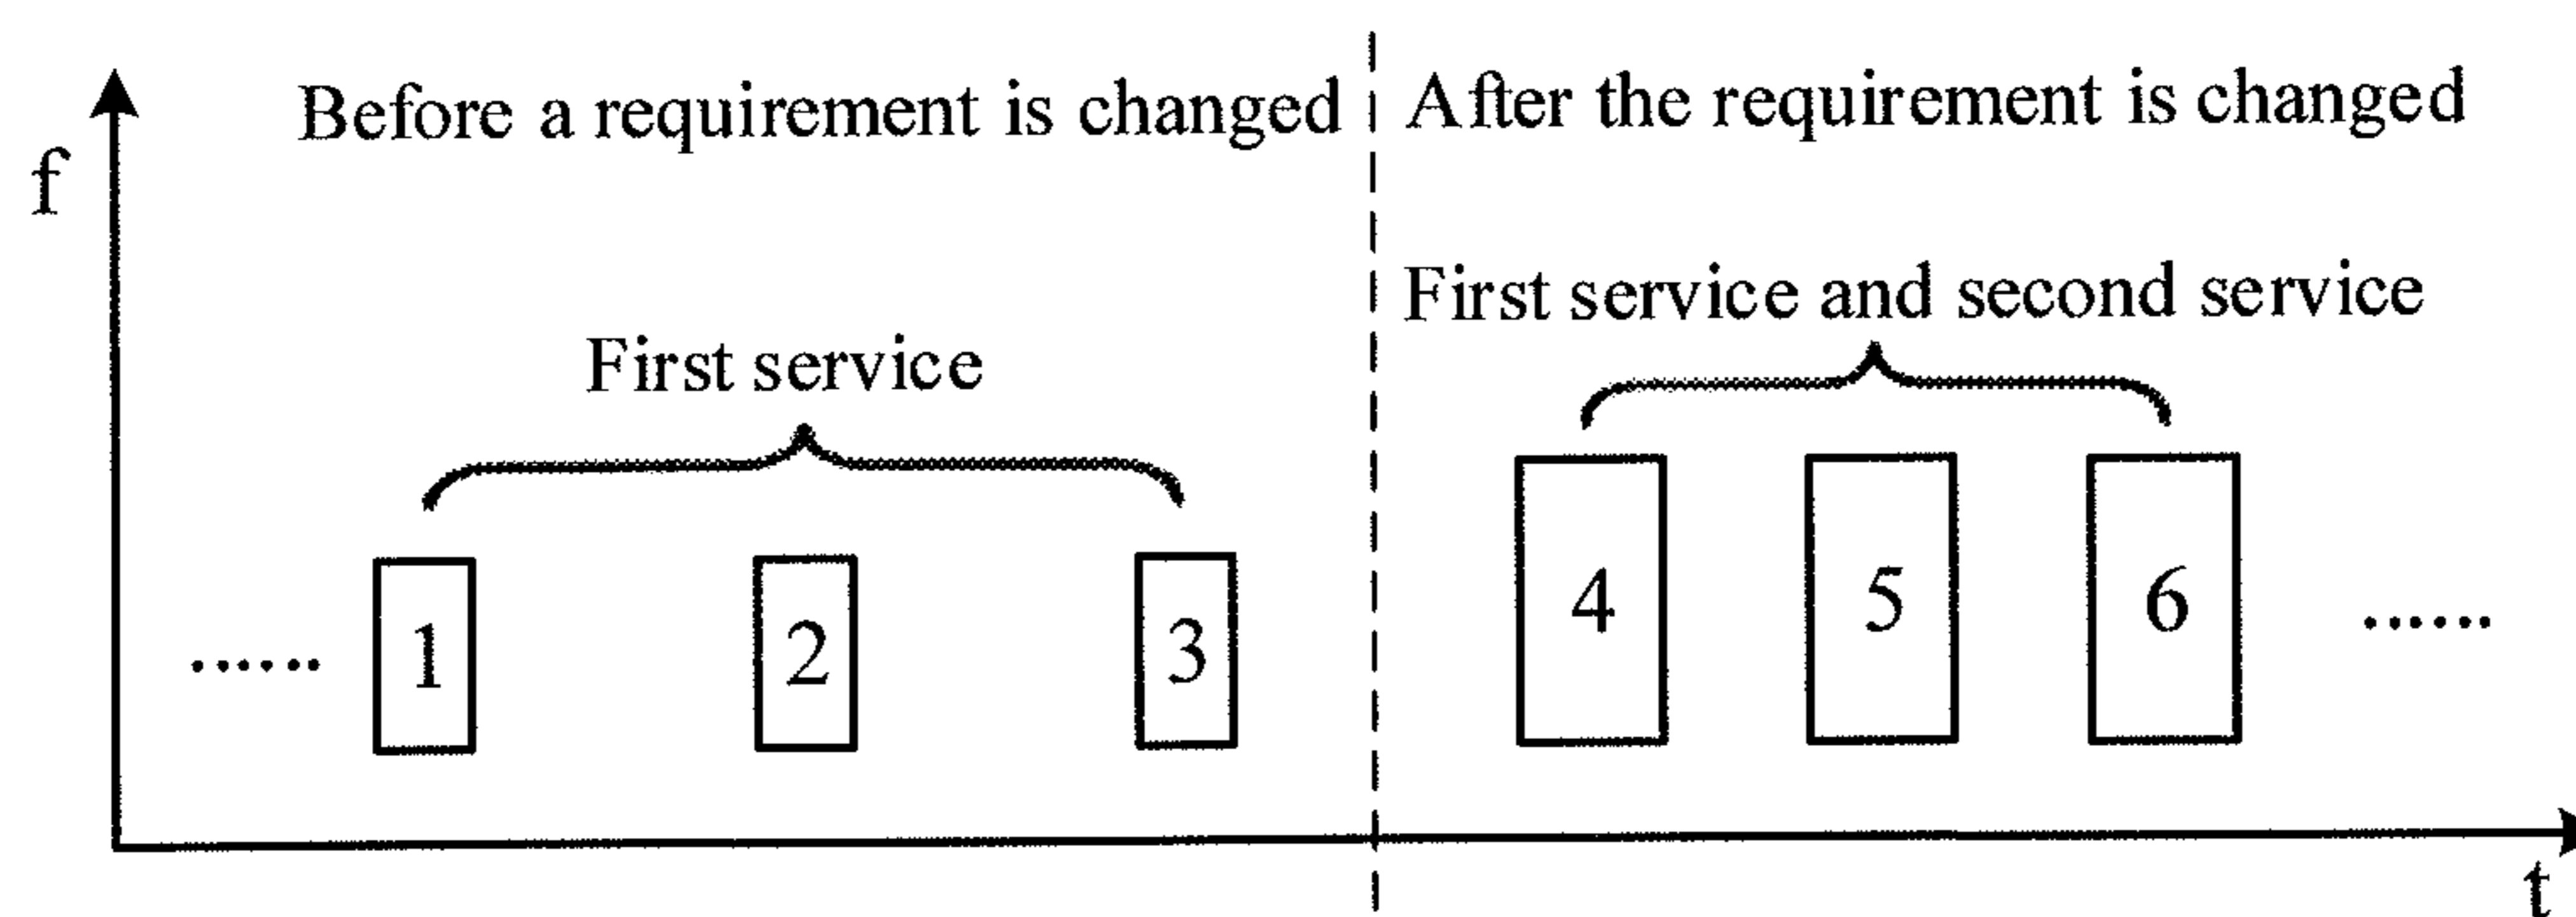 Before a requirement is changed
After the requirement is changed
f
First service and second service
First service
1
2
3
4
5
6
......
......
t